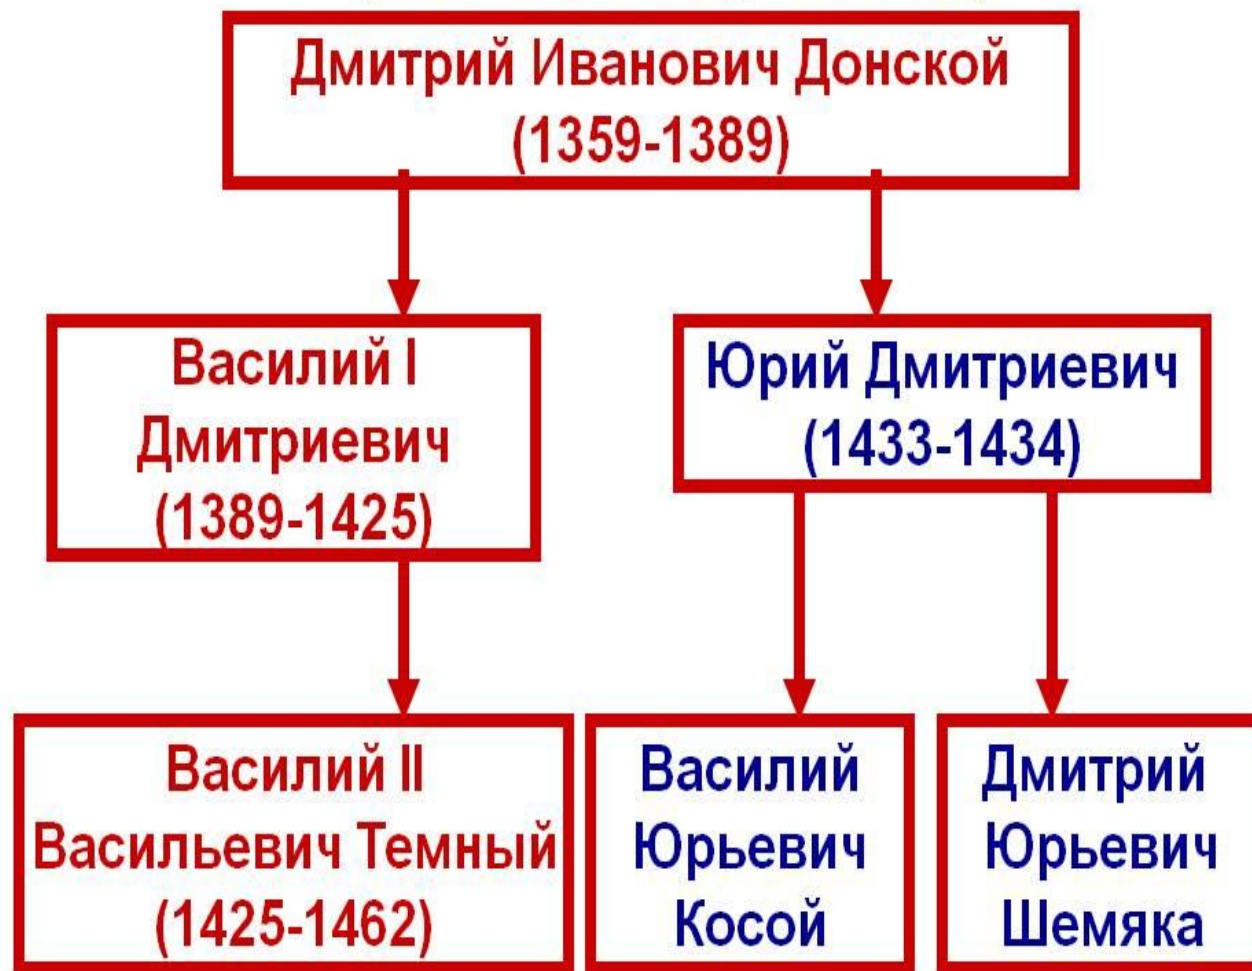 Дмитрий Иванович Донской
(1359-1389)
Василий I
Дмитриевич
(1389-1425)
Юрий Дмитриевич
(1433-1434)
Василий II
Васильевич Темный
(1425-1462)
Василий
Юрьевич
Косой
Дмитрий
Юрьевич
Шемяка